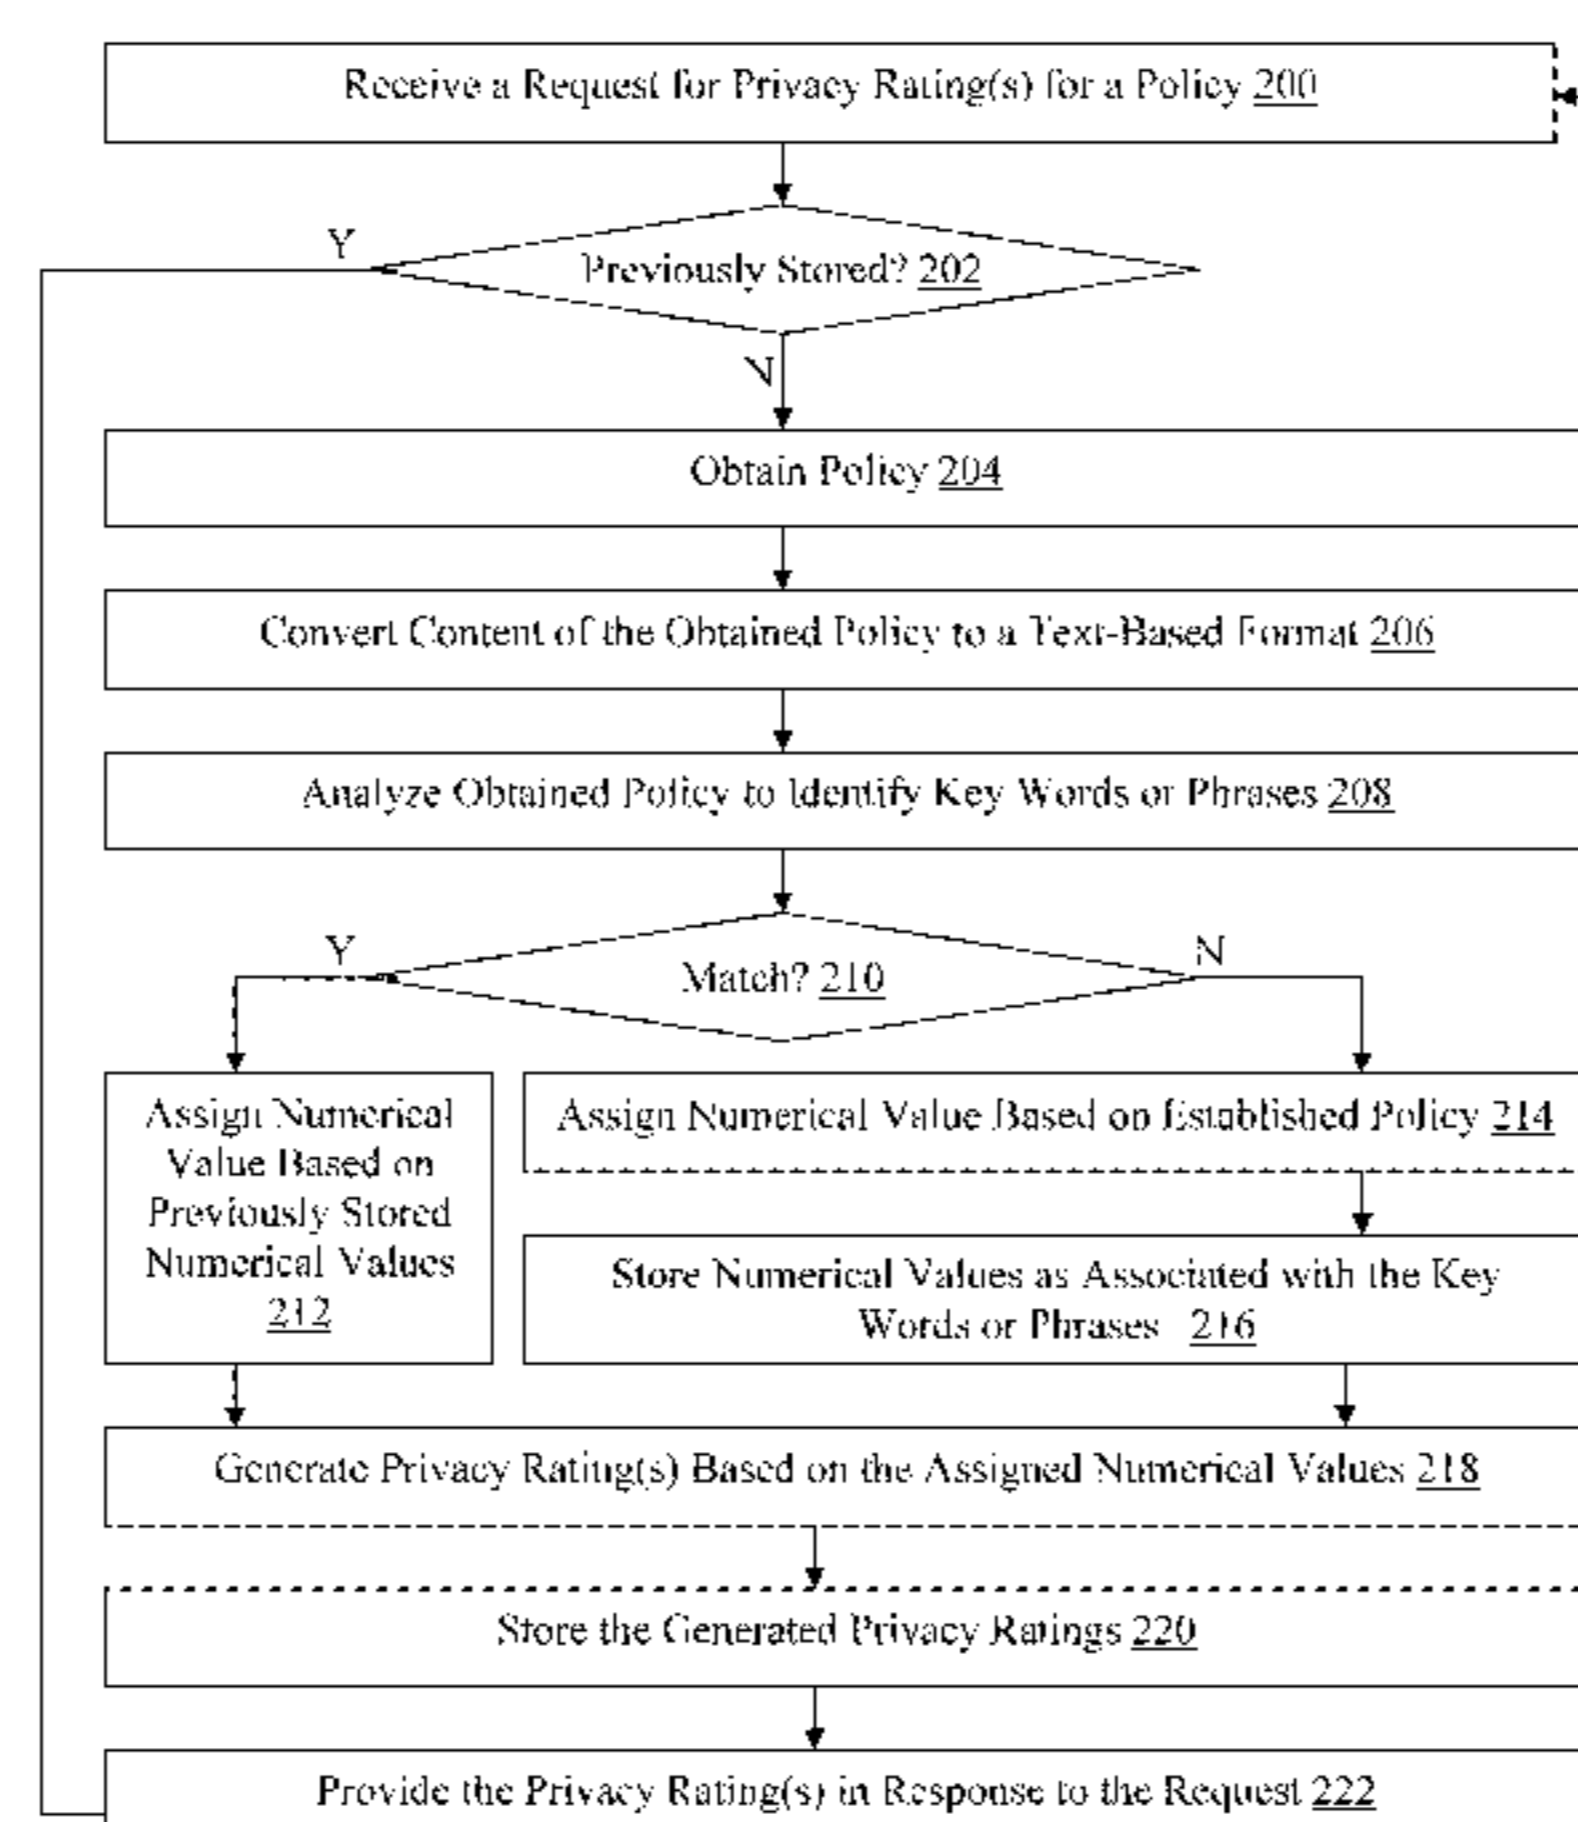 Receive a Request for Privacy Rating(s) for a Policy 200
Y
Previously Stored? 202
N
Obtain Policy 204
Convert Content of the Obtained Policy to a Text-Based Format 206
Analyze Obtained Policy to Identify Key Words or Phrases 208
Y
N
Match? 210
Assign Numerical
Value Based on
Previously Stored
Numerical Values
212
Assign Numerical Value Based on Established Policy 214
Store Numerical Values as Associated with the Key
Words or Phrases 216
Generate Privacy Rating(s) Based on the Assigned Numerical Values 218
Store the Generated Privacy Ratings 220
Provide the Privacy Rating(s) in Response to the Request 222